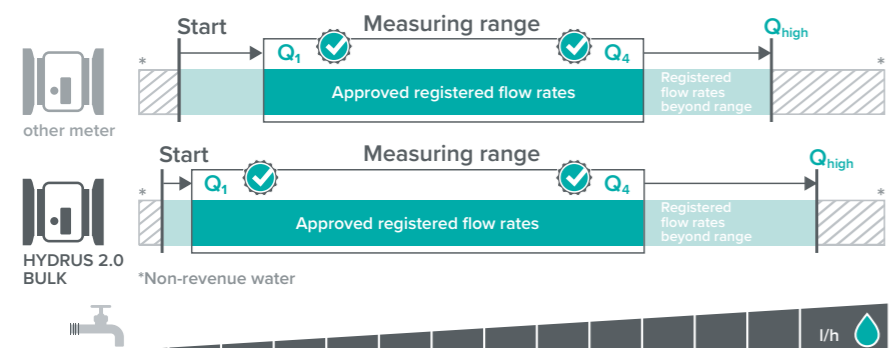 Start
Measuring range
Q1
Q4
Qhigh
*
*
Approved registered flow rates
Registered
flow rates
beyond range
other meter
Start
Measuring range
Q1
Q4
Qhigh
*
*
Approved registered flow rates
Registered
flow rates
beyond range
HYDRUS 2.0
BULK
*Non-revenue water
l/h